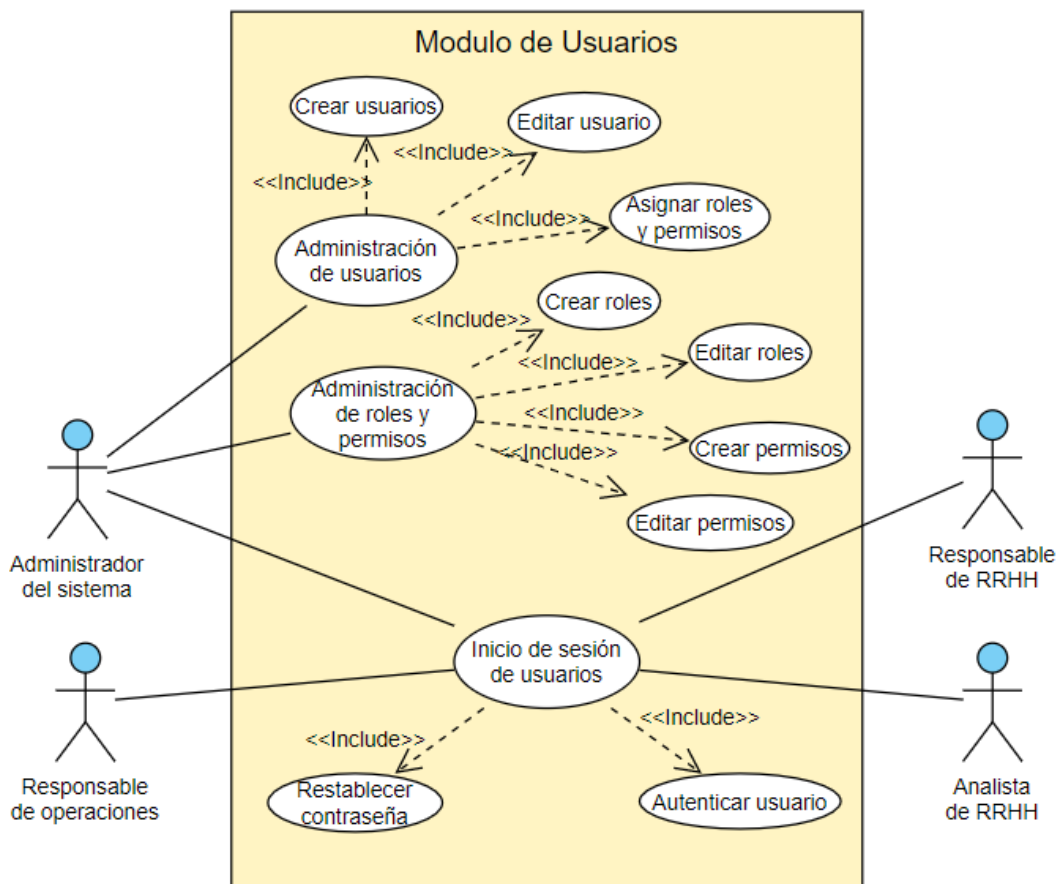 Modulo de Usuarios
Crear usuarios
Editar usuario
<<Include>>
<<Include>>
Asignar roles
y permisos
<<Include>>
Administración
de usuarios
Crear roles
<<Include>>
Editar roles
<<Include>>
Administración
de roles y
permisos
<<Include>>
Crear permisos
<<Include>>
Editar permisos
Administrador
del sistema
Responsable
de RRHH
Inicio de sesión
de usuarios
<<Include>>
<<Include>>
Restablecer
contraseña
Autenticar usuario
Responsable
de operaciones
Analista
de RRHH